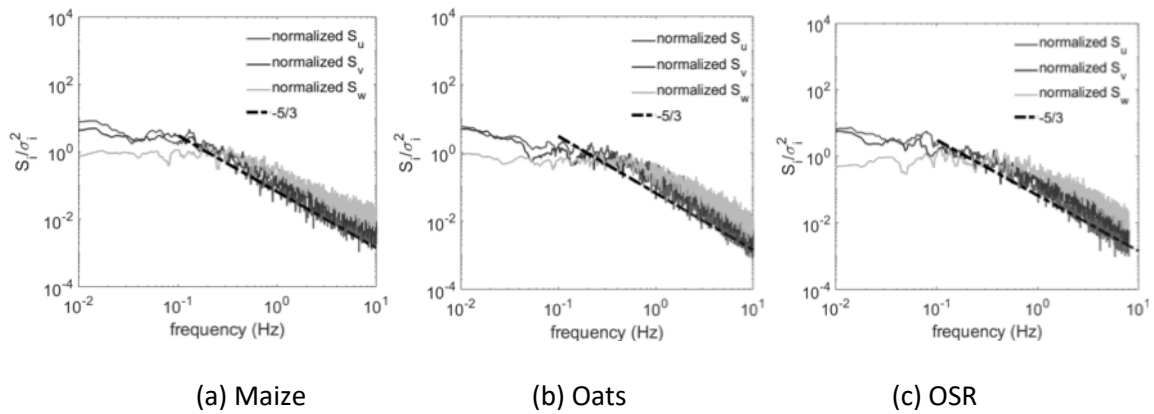 10^4
10^2
10^0
10^-2
10^-4
S_i/σ_i^2
normalized S_u
normalized S_v
normalized S_w
-5/3
10^-2 10^-1 10^0 10^1
frequency (Hz)
(a) Maize
10^4
10^2
10^0
10^-2
10^-4
S_i/σ_i^2
normalized S_u
normalized S_v
normalized S_w
-5/3
10^-2 10^-1 10^0 10^1
frequency (Hz)
(b) Oats
10^4
10^2
10^0
10^-2
10^-4
S_i/σ_i^2
normalized S_u
normalized S_v
normalized S_w
-5/3
10^-2 10^-1 10^0 10^1
frequency (Hz)
(c) OSR